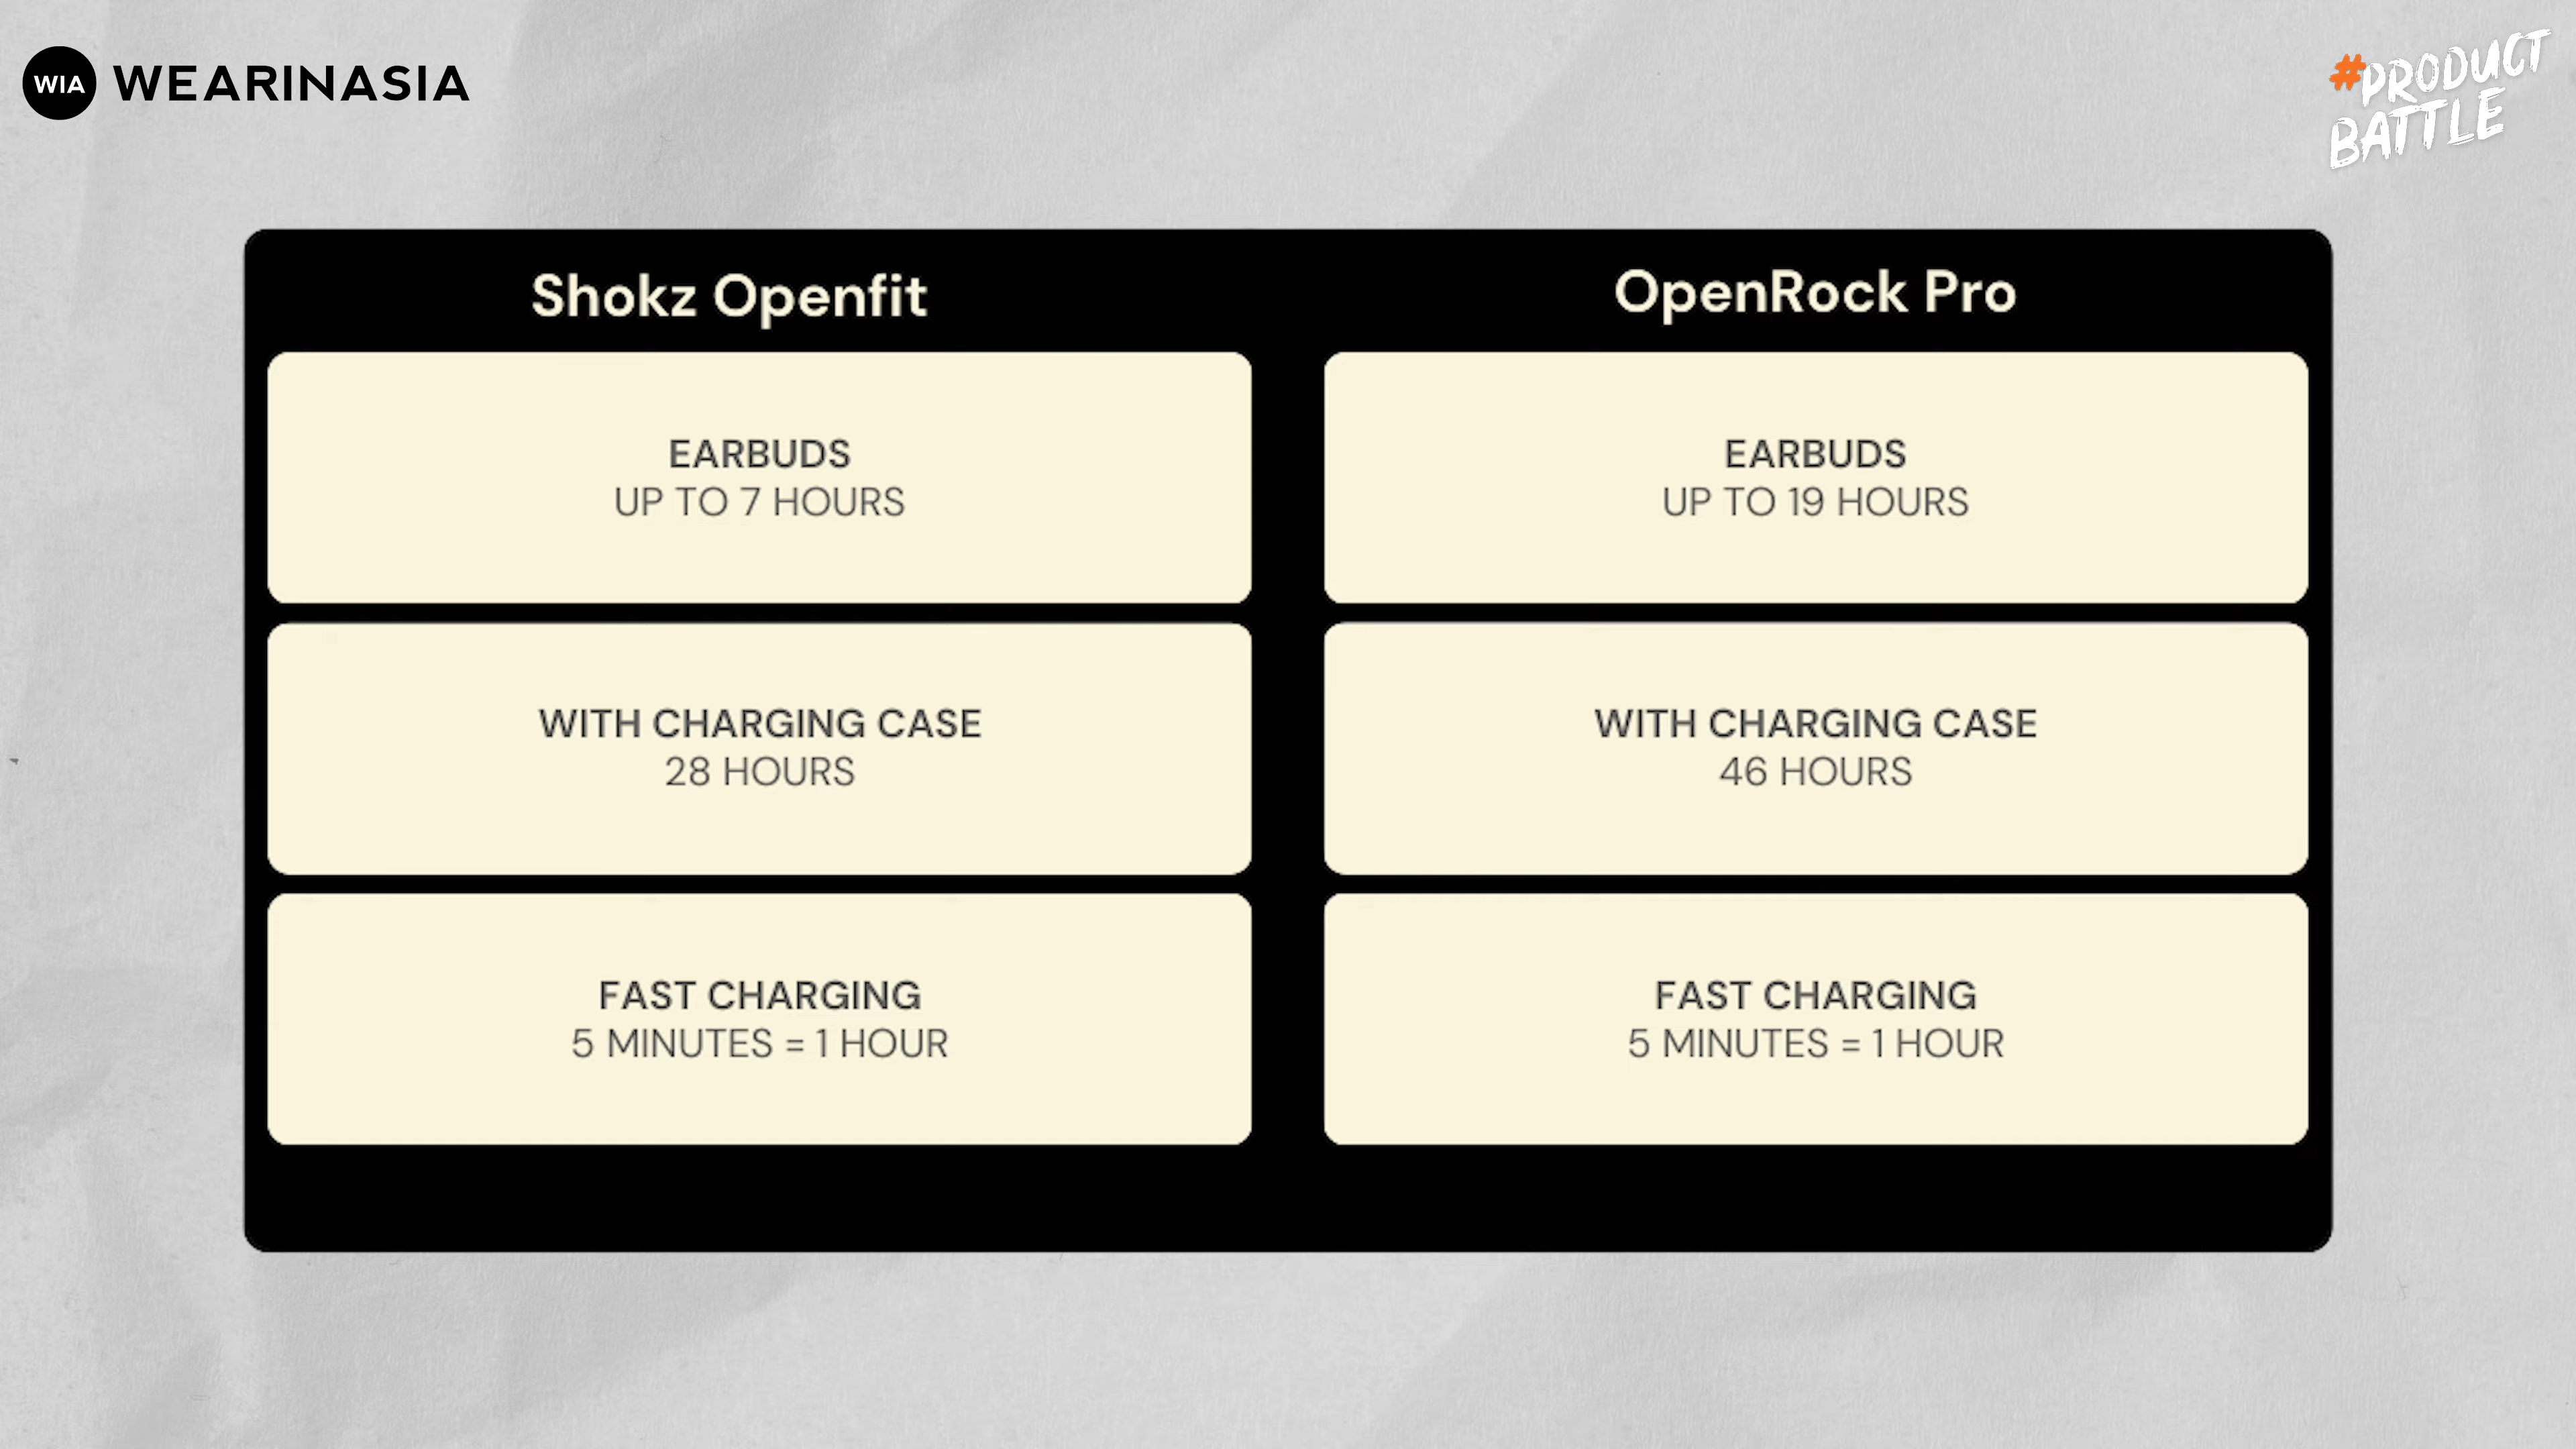 WIA WEARINASIA
#PRODUCT
BATTLE
Shokz Openfit
OpenRock Pro
EARBUDS
UP TO 7 HOURS
EARBUDS
UP TO 19 HOURS
WITH CHARGING CASE
28 HOURS
WITH CHARGING CASE
46 HOURS
FAST CHARGING
5 MINUTES = 1 HOUR
FAST CHARGING
5 MINUTES = 1 HOUR